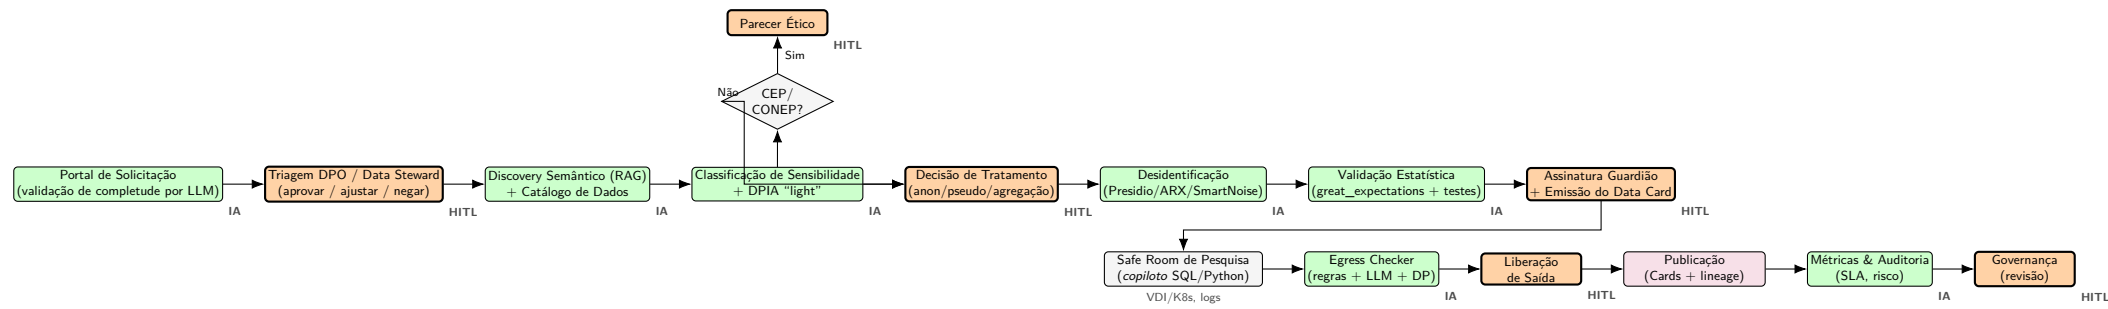 Parecer Ético
HITL
Sim
Não
CEP/
CONEP?
Portal de Solicitação
(validação de completude por LLM)
IA
Triagem DPO / Data Steward
(aprovar / ajustar / negar)
HITL
Discovery Semântico (RAG)
+ Catálogo de Dados
IA
Classificação de Sensibilidade
+ DPIA “light”
IA
Decisão de Tratamento
(anon/pseudo/agregação)
HITL
Desidentificação
(Presidio/ARX/SmartNoise)
IA
Validação Estatística
(great_expectations + testes)
IA
Assinatura Guardião
+ Emissão do Data Card
HITL
Safe Room de Pesquisa
(copiloto SQL/Python)
VDI/K8s, logs
Egress Checker
(regras + LLM + DP)
IA
Liberação
de Saída
HITL
Publicação
(Cards + lineage)
Métricas & Auditoria
(SLA, risco)
IA
Governança
(revisão)
HITL